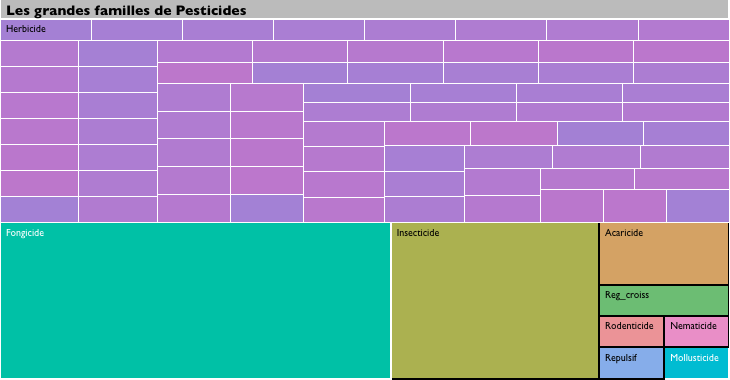 Les grandes familles de Pesticides
Herbicide
Fongicide
Insecticide
Acaricide
Reg_croiss
Rodenticide
Nematicide
Repulsif
Mollusticide